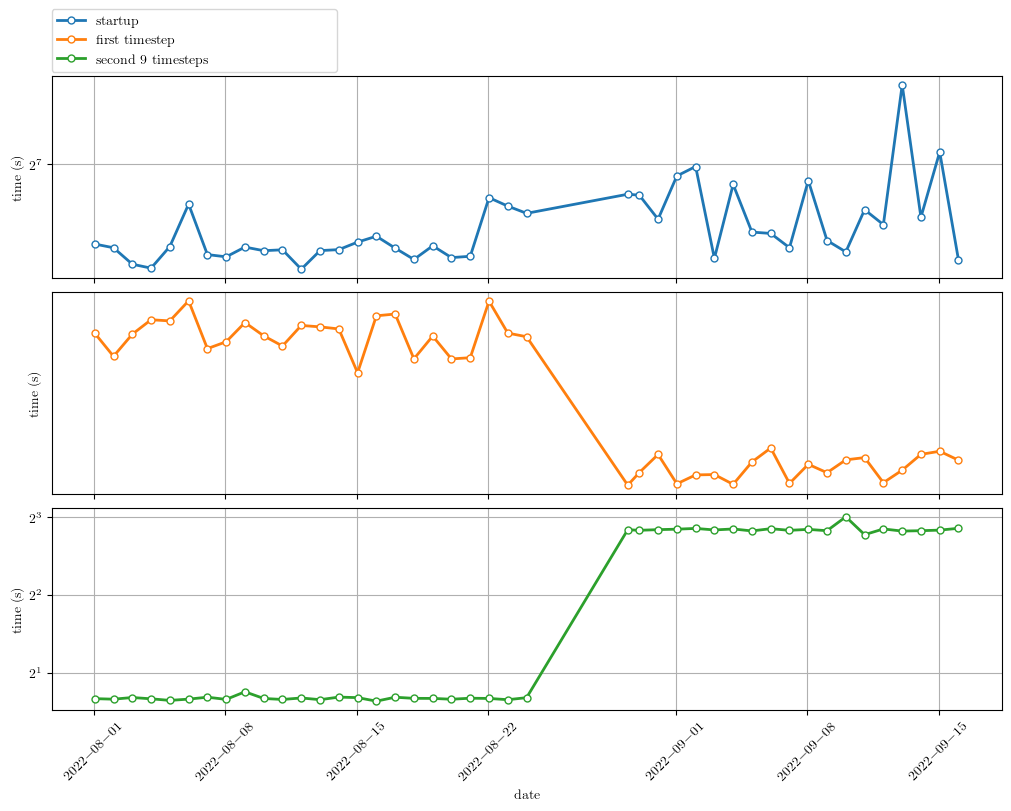 startup
first timestep
second 9 timesteps
time (s)
2^7
time (s)
time (s)
2^3
2^2
2^1
2022−08−01
2022−08−08
2022−08−15
2022−08−22
2022−09−01
2022−09−08
2022−09−15
date